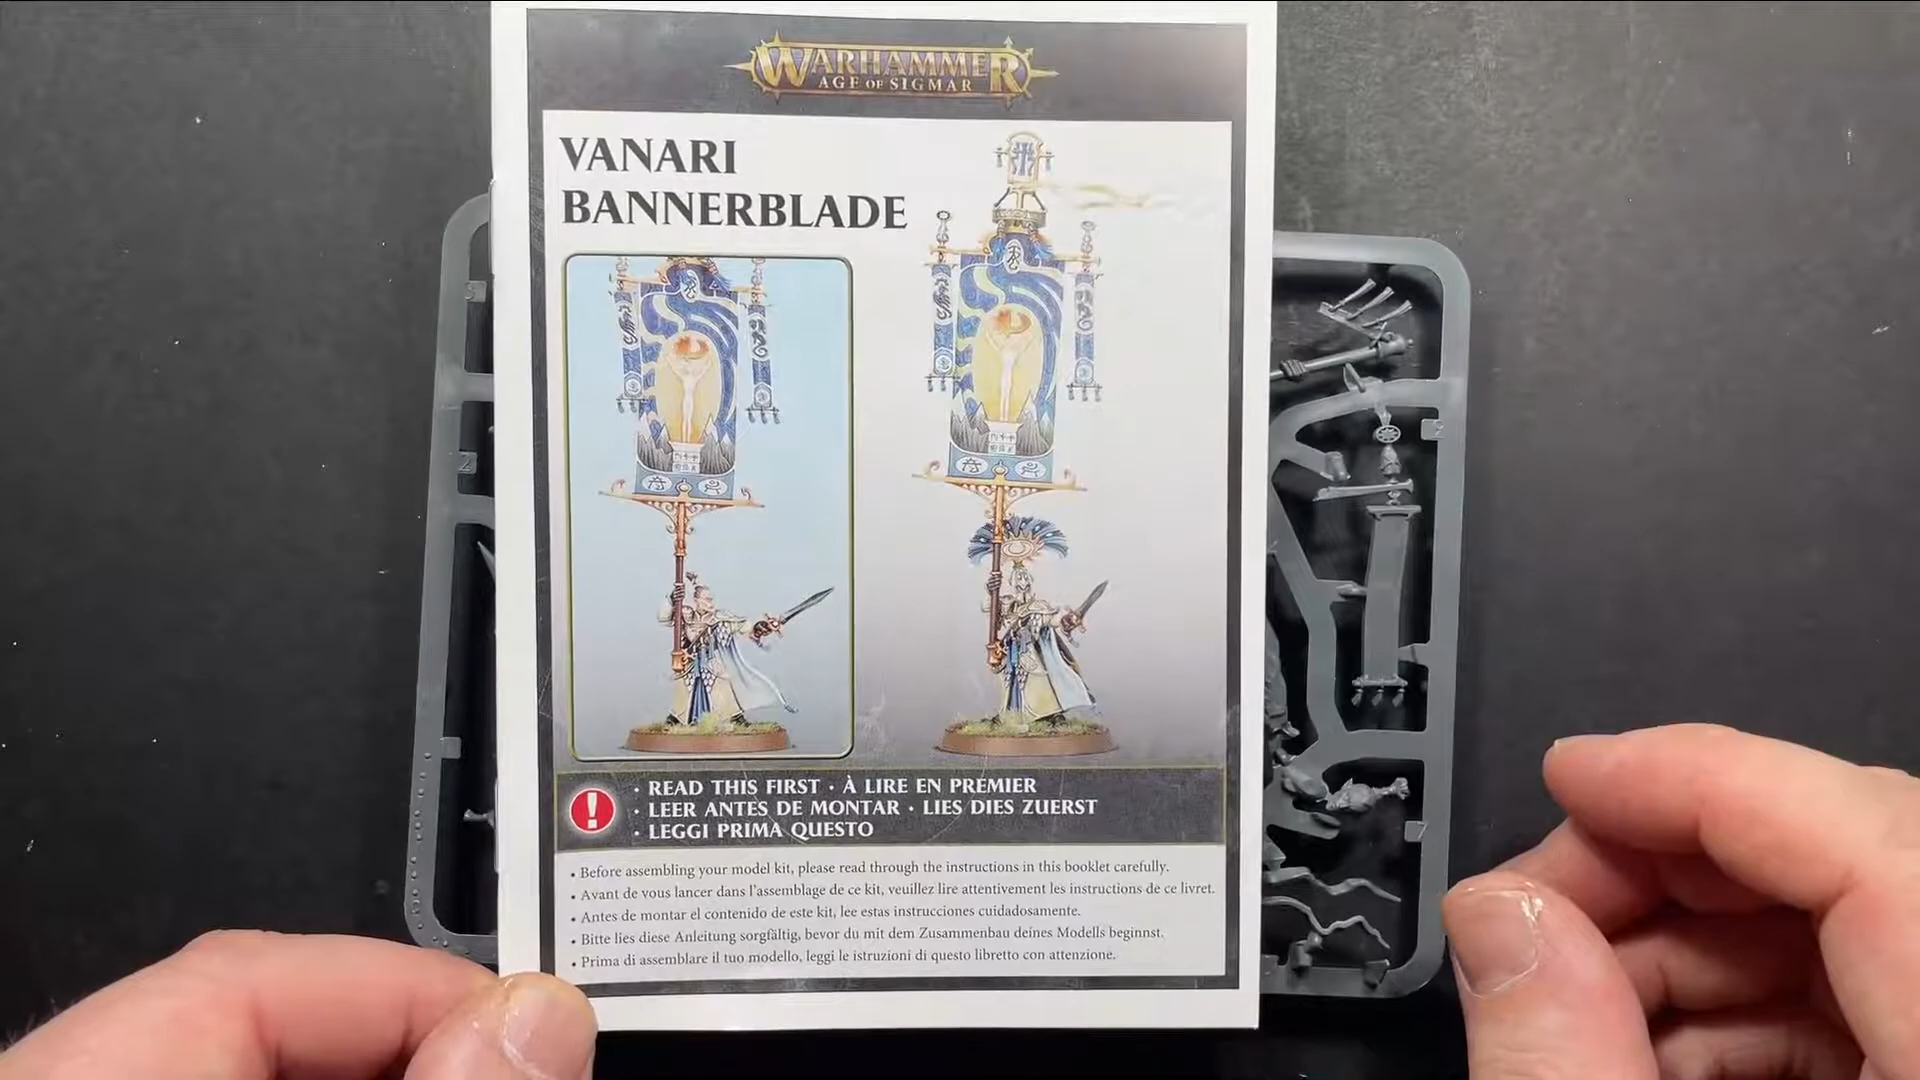 WARHAMMER
AGE OF SIGMAR
VANARI
BANNERBLADE
· READ THIS FIRST · À LIRE EN PREMIER
· LEER ANTES DE MONTAR · LIES DIES ZUERST
· LEGGI PRIMA QUESTO
• Before assembling your model kit, please read through the instructions in this booklet carefully.
• Avant de vous lancer dans l'assemblage de ce kit, veuillez lire attentivement les instructions de ce livret.
• Antes de montar el contenido de este kit, lee estas instrucciones cuidadosamente.
• Bitte lies diese Anleitung sorgfältig, bevor du mit dem Zusammenbau deines Modells beginnst.
• Prima di assemblare il tuo modello, leggi le istruzioni di questo libretto con attenzione.